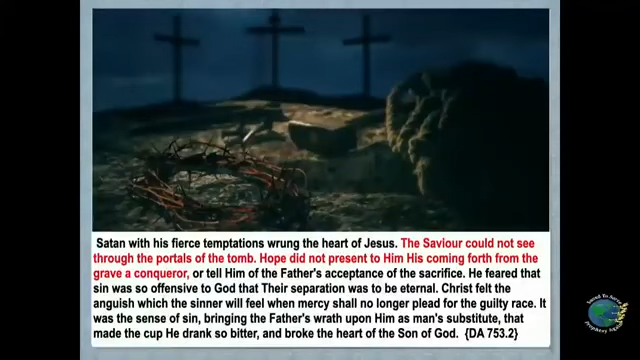 Satan with his fierce temptations wrung the heart of Jesus. The Saviour could not see
through the portals of the tomb. Hope did not present to Him His coming forth from the
grave a conqueror, or tell Him of the Father's acceptance of the sacrifice. He feared that
sin was so offensive to God that Their separation was to be eternal. Christ felt the
anguish which the sinner will feel when mercy shall no longer plead for the guilty race. It
was the sense of sin, bringing the Father's wrath upon Him as man's substitute, that
made the cup He drank so bitter, and broke the heart of the Son of God. {DA 753.2}